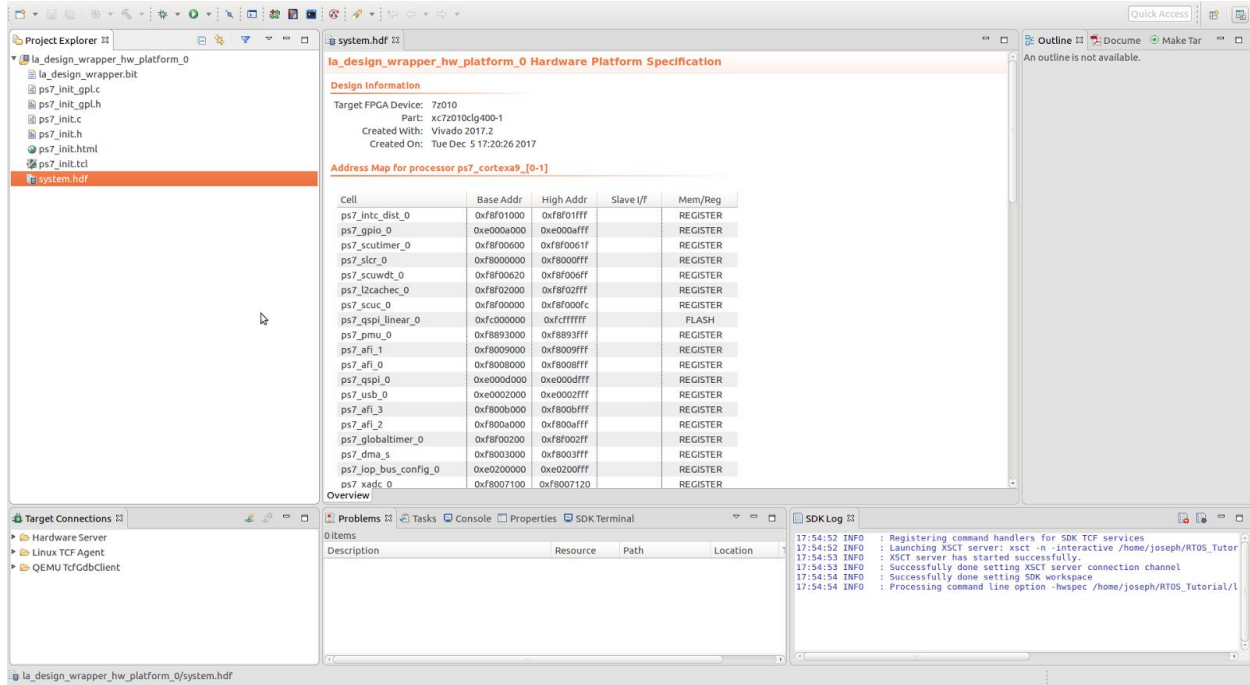 Quick Access
Project Explorer
la_design_wrapper_hw_platform_0
la_design_wrapper.bit
ps7_init_gpl.c
ps7_init_gpl.h
ps7_init.c
ps7_init.h
ps7_init.html
ps7_init.tcl
system.hdf
system.hdf
la_design_wrapper_hw_platform_0 Hardware Platform Specification
Design Information
Target FPGA Device: 7z010
Part: xc7z010clg400-1
Created With: Vivado 2017.2
Created On: Tue Dec 5 17:20:26 2017
Address Map for processor ps7_cortexa9_[0-1]
Cell Base Addr High Addr Slave I/f Mem/Reg
ps7_intc_dist_0 0xf8f01000 0xf8f01fff REGISTER
ps7_gpio_0 0xe000a000 0xe000afff REGISTER
ps7_scutimer_0 0xf8f00600 0xf8f0061f REGISTER
ps7_slcr_0 0xf8000000 0xf8000fff REGISTER
ps7_scuwdt_0 0xf8f00620 0xf8f006ff REGISTER
ps7_l2cachec_0 0xf8f02000 0xf8f02fff REGISTER
ps7_scuc_0 0xf8f00000 0xf8f000fc REGISTER
ps7_qspi_linear_0 0xfc000000 0xfcffffff FLASH
ps7_pmu_0 0xf8893000 0xf8893fff REGISTER
ps7_afi_1 0xf8009000 0xf8009fff REGISTER
ps7_afi_0 0xf8008000 0xf8008fff REGISTER
ps7_qspi_0 0xe000d000 0xe000dfff REGISTER
ps7_usb_0 0xe0002000 0xe0002fff REGISTER
ps7_afi_3 0xf800b000 0xf800bfff REGISTER
ps7_afi_2 0xf800a000 0xf800afff REGISTER
ps7_globaltimer_0 0xf8f00200 0xf8f002ff REGISTER
ps7_dma_s 0xf8003000 0xf8003fff REGISTER
ps7_iop_bus_config_0 0xe0200000 0xe0200fff REGISTER
ps7_xadc_0 0xf8007100 0xf8007120 REGISTER
Overview
Outline Docume Make Tar
An outline is not available.
Target Connections
Hardware Server
Linux TCF Agent
QEMU TcfGdbClient
Problems Tasks Console Properties SDK Terminal
0 items
Description Resource Path Location
SDK Log
17:54:52 INFO : Registering command handlers for SDK TCF services
17:54:52 INFO : Launching XSCT server: xsct -n -interactive /home/joseph/RTOS_Tutor
17:54:53 INFO : XSCT server has started successfully.
17:54:53 INFO : Successfully done setting XSCT server connection channel
17:54:54 INFO : Successfully done setting SDK workspace
17:54:54 INFO : Processing command line option -hwspec /home/joseph/RTOS_Tutorial/l
la_design_wrapper_hw_platform_0/system.hdf